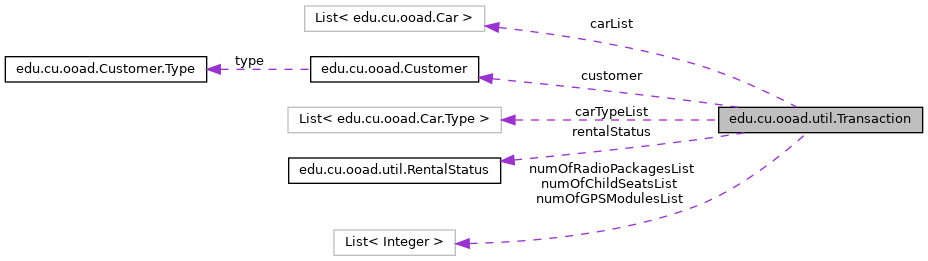 List< edu.cu.ooad.Car >
carList
edu.cu.ooad.Customer.Type
type
edu.cu.ooad.Customer
customer
List< edu.cu.ooad.Car.Type >
carTypeList
edu.cu.ooad.util.Transaction
rentalStatus
edu.cu.ooad.util.RentalStatus
numOfRadioPackagesList
numOfChildSeatsList
numOfGPSModulesList
List< Integer >